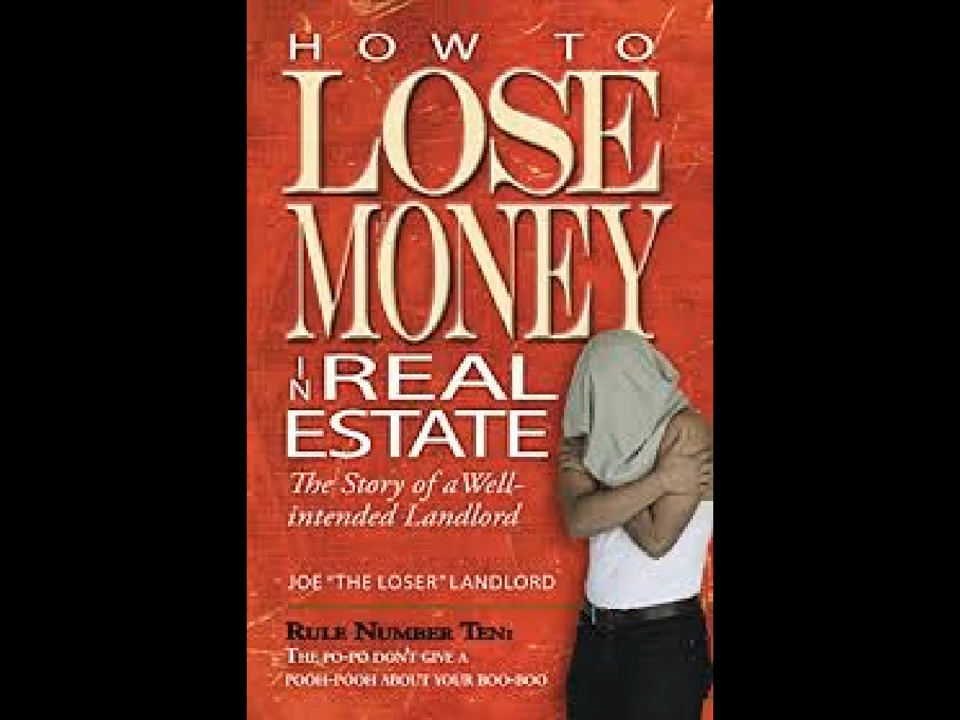 HOW TO
LOSE
MONEY
IN REAL
ESTATE
The Story of a Well-
intended Landlord
JOE "THE LOSER" LANDLORD
RULE NUMBER TEN:
THE PO-PO DON'T GIVE A
POOH-POOH ABOUT YOUR BOO-BOO